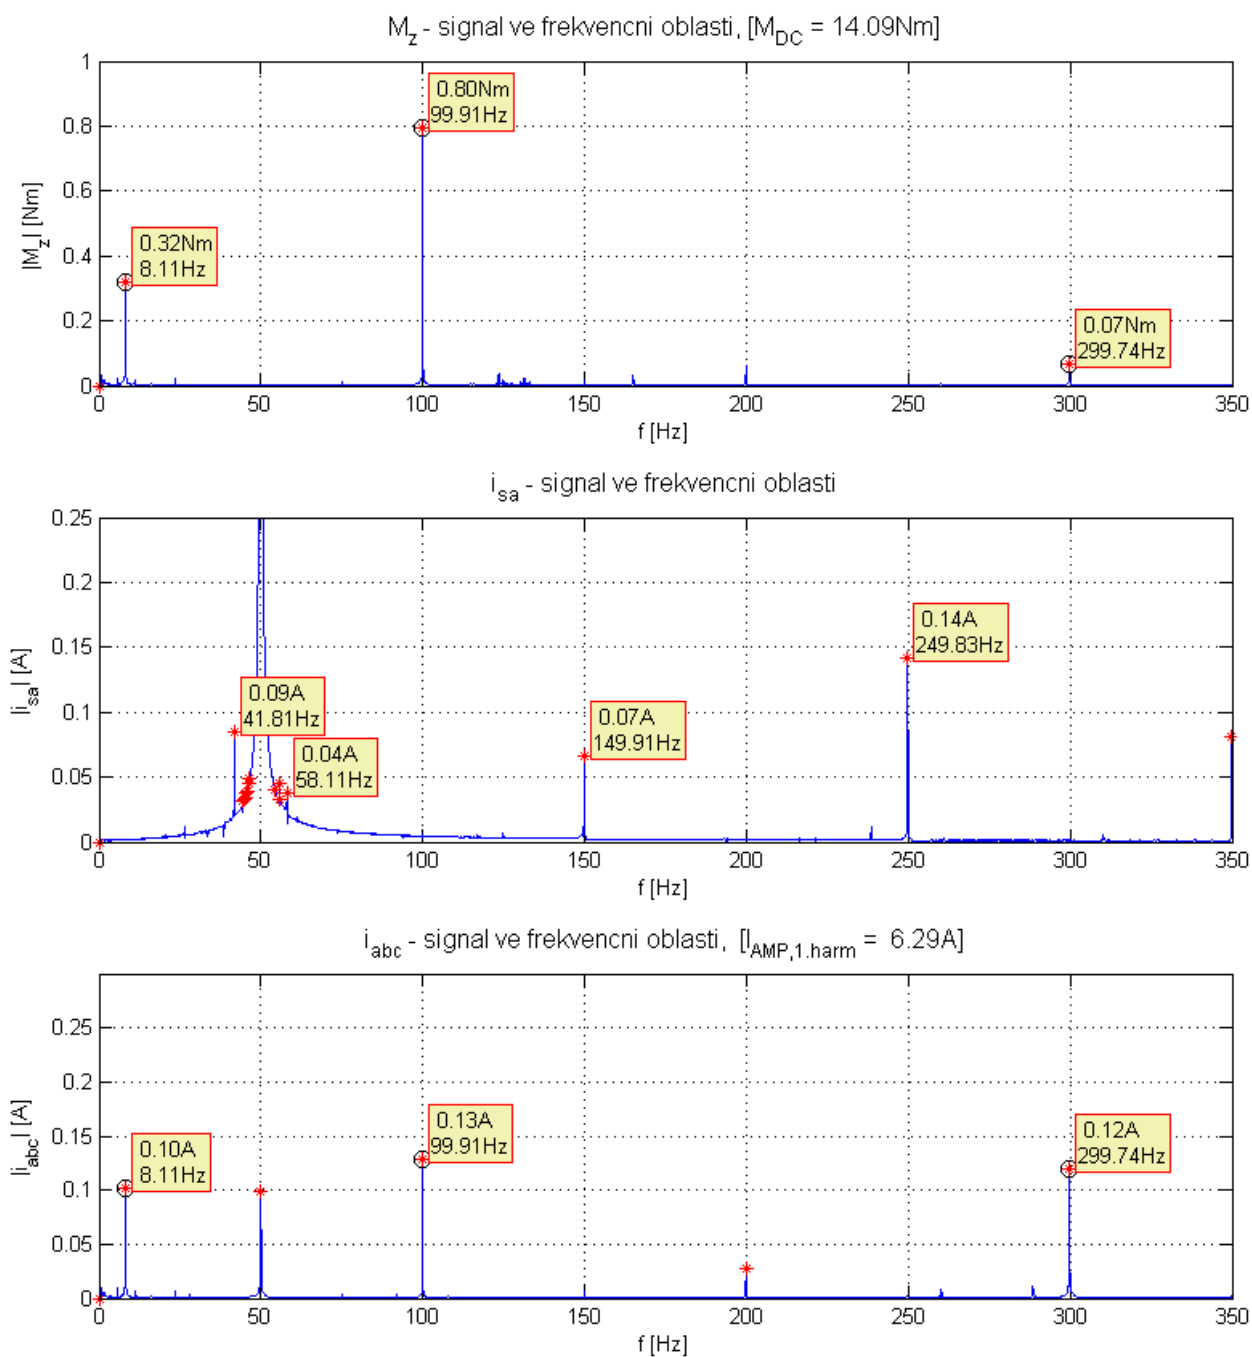 M_z - signal ve frekvencni oblasti, [M_DC = 14.09Nm]
1
0.8
0.6
0.4
0.2
0
|M_z| [Nm]
0.80Nm
99.91Hz
0.32Nm
8.11Hz
0.07Nm
299.74Hz
0 50 100 150 200 250 300 350
f [Hz]
i_sa - signal ve frekvencni oblasti
0.25
0.2
0.15
0.1
0.05
0
|i_sa| [A]
0.14A
249.83Hz
0.09A
41.81Hz
0.07A
149.91Hz
0.04A
58.11Hz
0 50 100 150 200 250 300 350
f [Hz]
i_abc - signal ve frekvencni oblasti, [I_AMP,1.harm = 6.29A]
0.25
0.2
0.15
0.1
0.05
0
|i_abc| [A]
0.13A
99.91Hz
0.10A
8.11Hz
0.12A
299.74Hz
0 50 100 150 200 250 300 350
f [Hz]